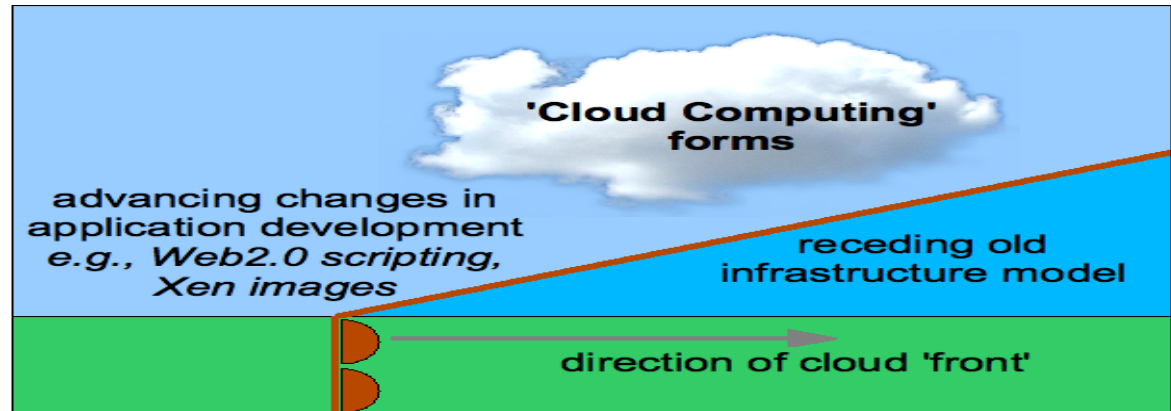 'Cloud Computing'
forms
advancing changes in
application development
e.g., Web2.0 scripting,
Xen images
receding old
infrastructure model
direction of cloud 'front'